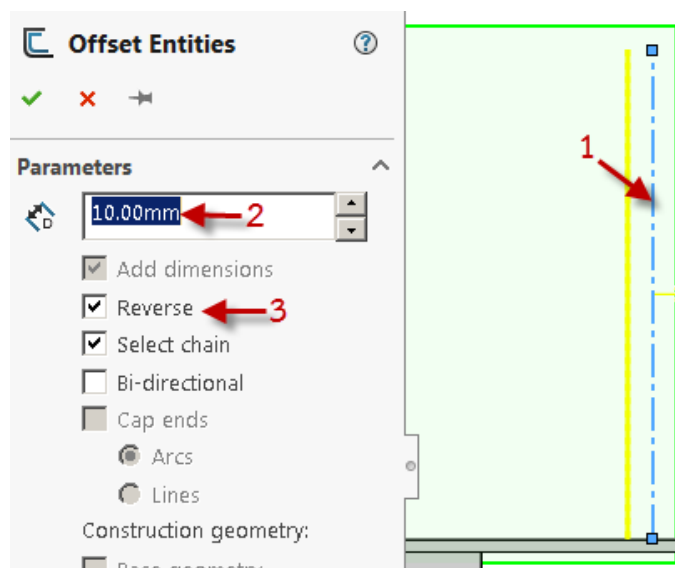 Offset Entities ?
Parameters
1
D
10.00mm 2
Add dimensions
Reverse 3
Select chain
Bi-directional
Cap ends
Arcs
Lines
Construction geometry: